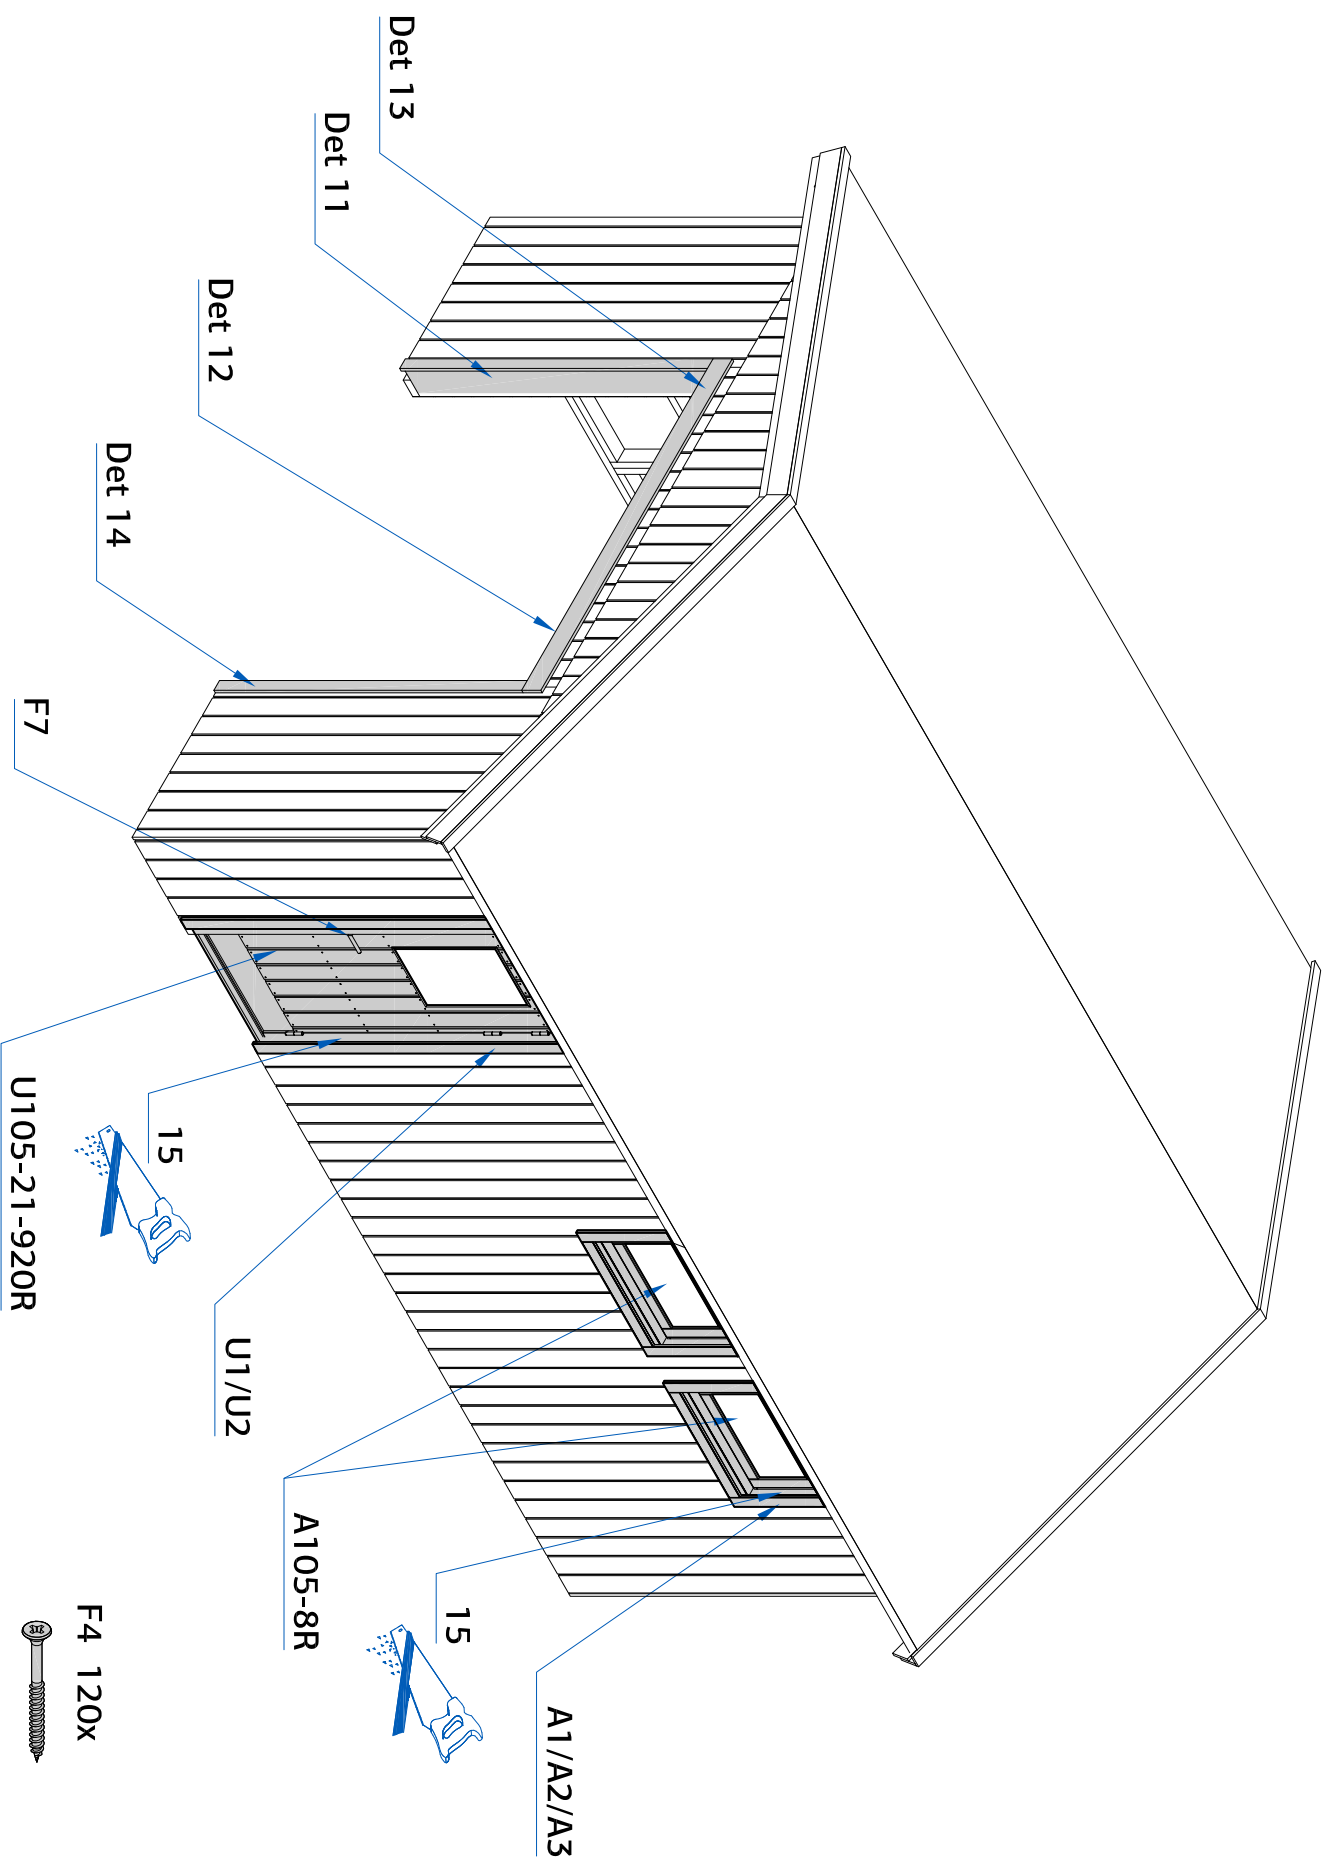 Det 13
Det 11
Det 12
Det 14
F7
U105-21-920R
15
U1/U2
A105-8R
15
A1/A2/A3
F4 120x